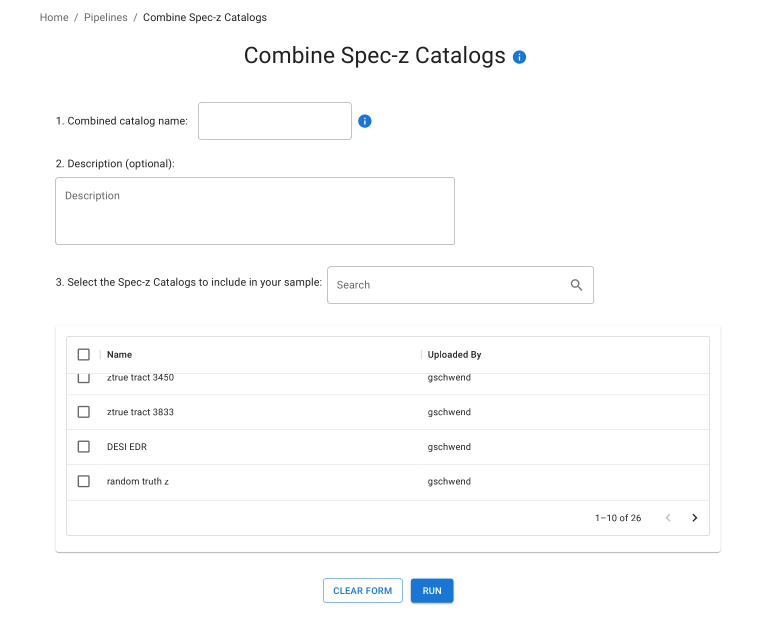 Home / Pipelines / Combine Spec-z Catalogs
Combine Spec-z Catalogs
1. Combined catalog name:
2. Description (optional):
Description
3. Select the Spec-z Catalogs to include in your sample: Search
Name Uploaded By
ztrue tract 3450 gschwend
ztrue tract 3833 gschwend
DESI EDR gschwend
random truth z gschwend
1–10 of 26
CLEAR FORM RUN